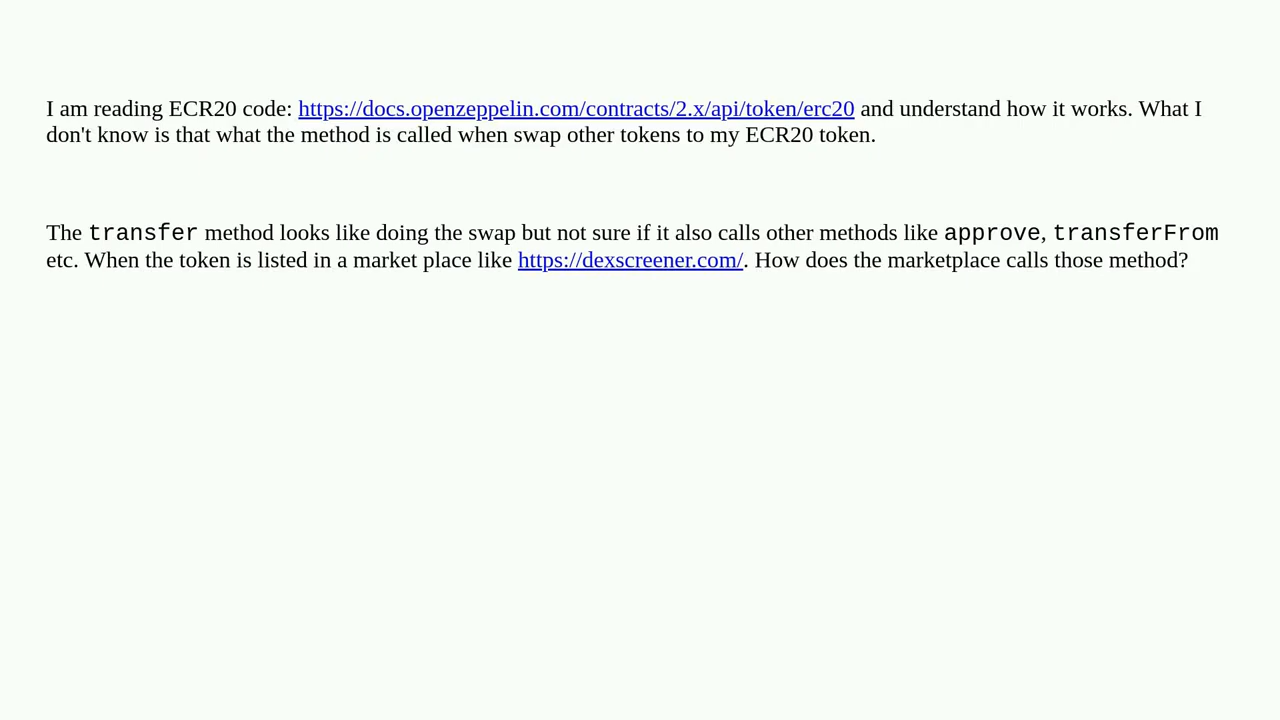 I am reading ECR20 code: https://docs.openzeppelin.com/contracts/2.x/api/token/erc20 and understand how it works. What I
don't know is that what the method is called when swap other tokens to my ECR20 token.
The transfer method looks like doing the swap but not sure if it also calls other methods like approve, transferFrom
etc. When the token is listed in a market place like https://dexscreener.com/. How does the marketplace calls those method?